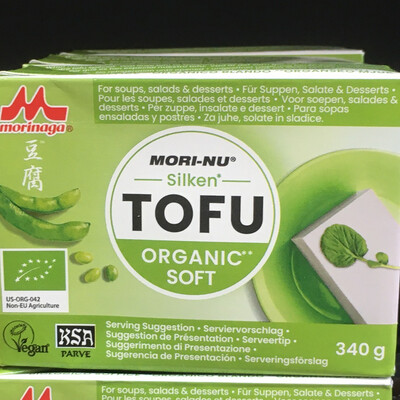 For soups, salads & desserts • Für Suppen, Salate & Desserts •
Pour les soupes, salades et desserts • Voor soepen, salades &
desserts • Per zuppe, insalate e dessert • Para sopas
ensaladas y postres • Za juhe, solate in sladice.
morinaga®
豆腐
MORI-NU®
Silken*
TOFU
ORGANIC**
SOFT
US-ORG-042
Non-EU Agriculture
Vegan
KSA
PARVE
Serving Suggestion • Serviervorschlag •
Suggestion de Présentation • Serveertip •
Suggerimento di Presentazione •
Sugerencia de Presentación • Serveringsförslag
340 g
For soups, salads & desserts • Für Suppen, Salate & Desserts •